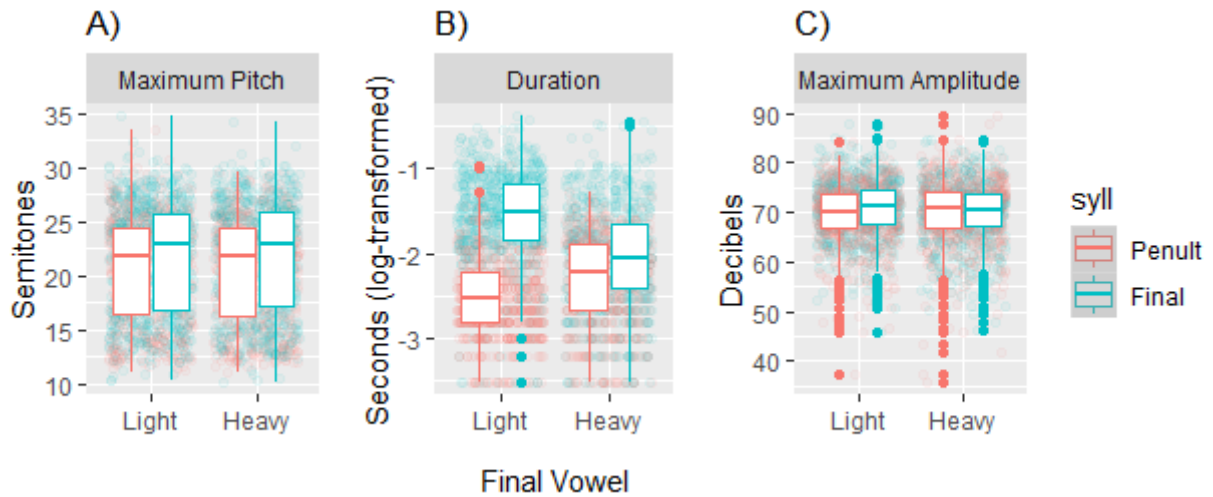 A)
B)
C)
Maximum Pitch
Duration
Maximum Amplitude
Semitones
35
30
25
20
15
10
Light Heavy
Seconds (log-transformed)
-1
-2
-3
Light Heavy
Decibels
90
80
70
60
50
40
Light Heavy
Final Vowel
syll
Penult
Final